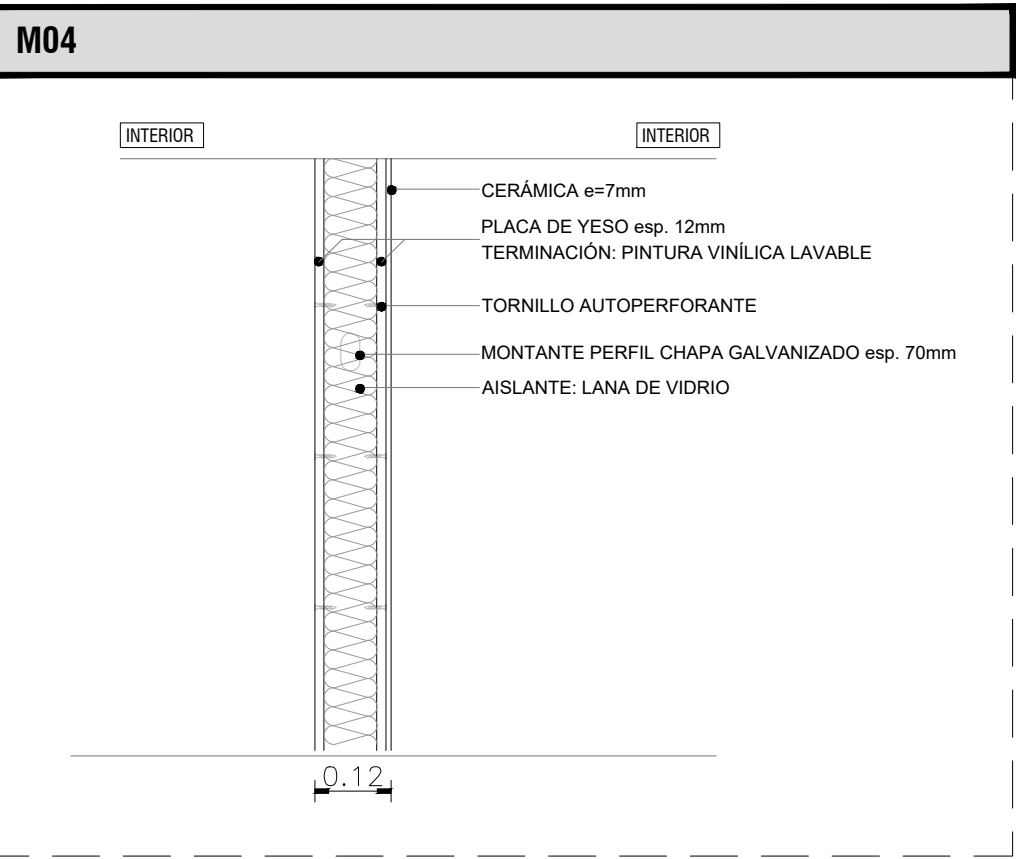 M04
INTERIOR
INTERIOR
CERÁMICA e=7mm
PLACA DE YESO esp. 12mm
TERMINACIÓN: PINTURA VINÍLICA LAVABLE
TORNILLO AUTOPERFORANTE
MONTANTE PERFIL CHAPA GALVANIZADO esp. 70mm
AISLANTE: LANA DE VIDRIO
0.12